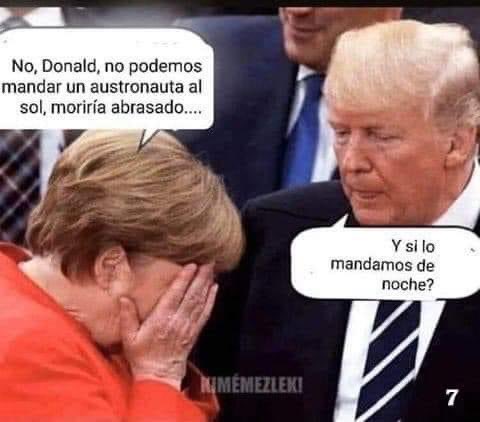 No, Donald, no podemos
mandar un austronauta al
sol, moriría abrasado....
Y si lo
mandamos de
noche?
KIMÉMEZLEK!
7